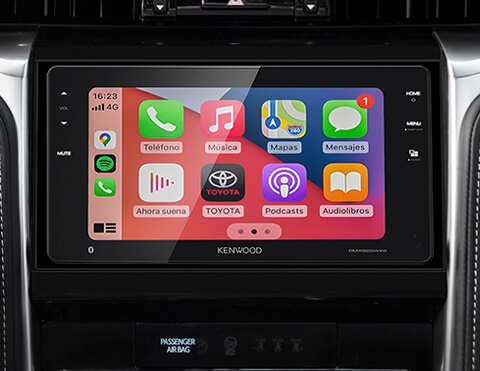 16:23
4G
HOME
VOL
MENU
MUTE
1
280
Teléfono
Música
Mapas
Mensajes
TOYOTA
Ahora suena
TOYOTA
Podcasts
Audiolibros
KENWOOD
PASSENGER
AIR BAG